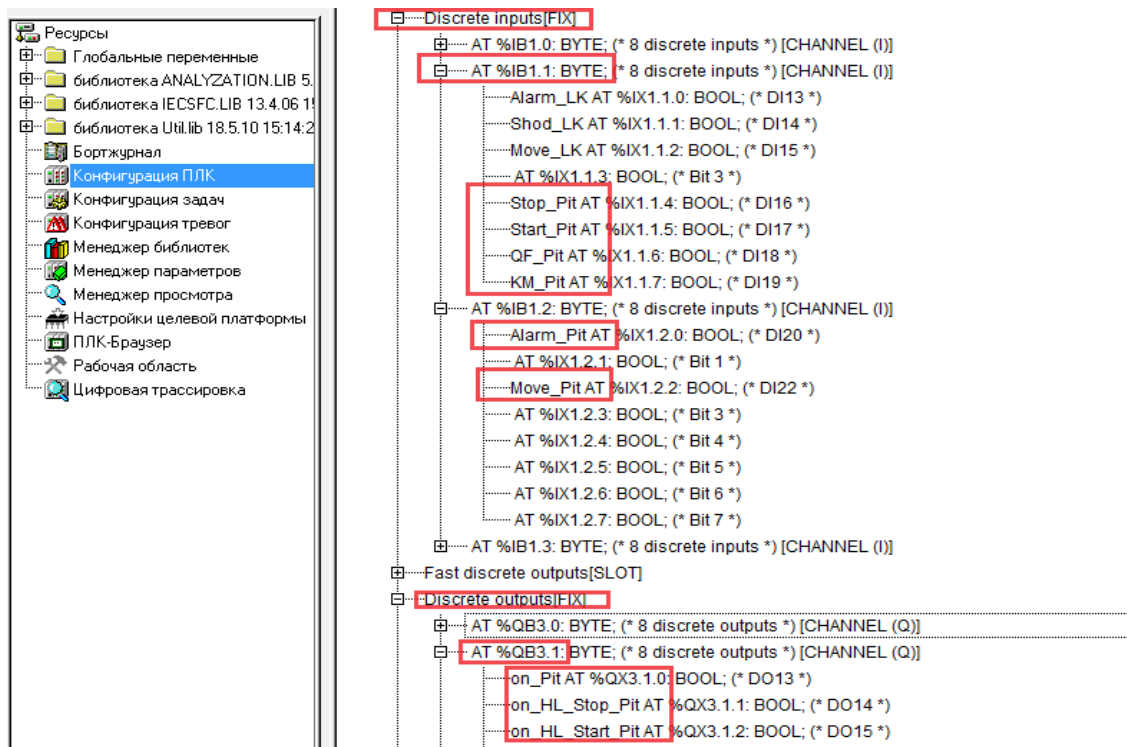 Ресурсы
Глобальные переменные
библиотека ANALYZATION.LIB 5.
библиотека IECSFC.LIB 13.4.06 1
библиотека Util.lib 18.5.10 15:14:2
Бортжурнал
Конфигурация ПЛК
Конфигурация задач
Конфигурация тревог
Менеджер библиотек
Менеджер параметров
Менеджер просмотра
Настройки целевой платформы
ПЛК-Браузер
Рабочая область
Цифровая трассировка
Discrete inputs[FIX]
AT %IB1.0: BYTE; (* 8 discrete inputs *) [CHANNEL (I)]
AT %IB1.1: BYTE; (* 8 discrete inputs *) [CHANNEL (I)]
Alarm_LK AT %IX1.1.0: BOOL; (* DI13 *)
Shod_LK AT %IX1.1.1: BOOL; (* DI14 *)
Move_LK AT %IX1.1.2: BOOL; (* DI15 *)
AT %IX1.1.3: BOOL; (* Bit 3 *)
Stop_Pit AT %IX1.1.4: BOOL; (* DI16 *)
Start_Pit AT %IX1.1.5: BOOL; (* DI17 *)
QF_Pit AT %IX1.1.6: BOOL; (* DI18 *)
KM_Pit AT %IX1.1.7: BOOL; (* DI19 *)
AT %IB1.2: BYTE; (* 8 discrete inputs *) [CHANNEL (I)]
Alarm_Pit AT %IX1.2.0: BOOL; (* DI20 *)
AT %IX1.2.1: BOOL; (* Bit 1 *)
Move_Pit AT %IX1.2.2: BOOL; (* DI22 *)
AT %IX1.2.3: BOOL; (* Bit 3 *)
AT %IX1.2.4: BOOL; (* Bit 4 *)
AT %IX1.2.5: BOOL; (* Bit 5 *)
AT %IX1.2.6: BOOL; (* Bit 6 *)
AT %IX1.2.7: BOOL; (* Bit 7 *)
AT %IB1.3: BYTE; (* 8 discrete inputs *) [CHANNEL (I)]
Fast discrete outputs[SLOT]
Discrete outputs[FIX]
AT %QB3.0: BYTE; (* 8 discrete outputs *) [CHANNEL (Q)]
AT %QB3.1: BYTE; (* 8 discrete outputs *) [CHANNEL (Q)]
on_Pit AT %QX3.1.0: BOOL; (* DO13 *)
on_HL_Stop_Pit AT %QX3.1.1: BOOL; (* DO14 *)
on_HL_Start_Pit AT %QX3.1.2: BOOL; (* DO15 *)